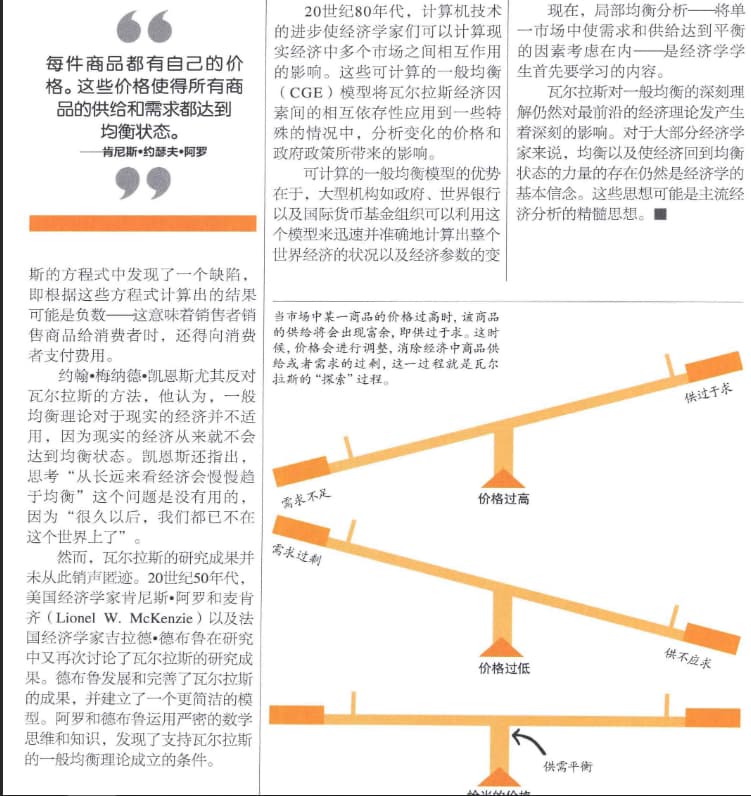 每件商品都有自己的价
格。这些价格使得所有商
品的供给和需求都达到
均衡状态。
——肯尼斯•约瑟夫•阿罗
斯的方程式中发现了一个缺陷，
即根据这些方程式计算出的结果
可能是负数——这意味着销售者销
售商品给消费者时，还得向消费
者支付费用。
约翰•梅纳德•凯恩斯尤其反对
瓦尔拉斯的方法，他认为，一般
均衡理论对于现实的经济并不适
用，因为现实的经济从来就不会
达到均衡状态。凯恩斯还指出，
思考“从长远来看经济会慢慢趋
于均衡”这个问题是没有用的，
因为“很久以后，我们都已不在
这个世界上了”。
然而，瓦尔拉斯的研究成果并
未从此销声匿迹。20世纪50年代，
美国经济学家肯尼斯•阿罗和麦肯
齐（Lionel W. McKenzie）以及法
国经济学家吉拉德•德布鲁在研究
中又再次讨论了瓦尔拉斯的研究成
果。德布鲁发展和完善了瓦尔拉斯
的成果，并建立了一个更简洁的模
型。阿罗和德布鲁运用严密的数学
思维和知识，发现了支持瓦尔拉斯
的一般均衡理论成立的条件。
20世纪80年代，计算机技术
的进步使经济学家们可以计算现
实经济中多个市场之间相互作用
的影响。这些可计算的一般均衡
（CGE）模型将瓦尔拉斯经济因
素间的相互依存性应用到一些特
殊的情况中，分析变化的价格和
政府政策所带来的影响。
可计算的一般均衡模型的优势
在于，大型机构如政府、世界银行
以及国际货币基金组织可以利用这
个模型来迅速并准确地计算出整个
世界经济的状况以及经济参数的变
现在，局部均衡分析——将单
一市场中使需求和供给达到平衡
的因素考虑在内——是经济学学
生首先要学习的内容。
瓦尔拉斯对一般均衡的深刻理
解仍然对最前沿的经济理论发产生
着深刻的影响。对于大部分经济学
家来说，均衡以及使经济回到均衡
状态的力量的存在仍然是经济学的
基本信念。这些思想可能是主流经
济分析的精髓思想。■
当市场中某一商品的价格过高时，该商品
的供给将会出现富余，即供过于求。这时
候，价格会进行调整，消除经济中商品供
给或者需求的过剩，这一过程就是瓦尔
拉斯的“探索”过程。
供过于求
需求不足
价格过高
需求过剩
供不应求
价格过低
供需平衡
恰当的价格